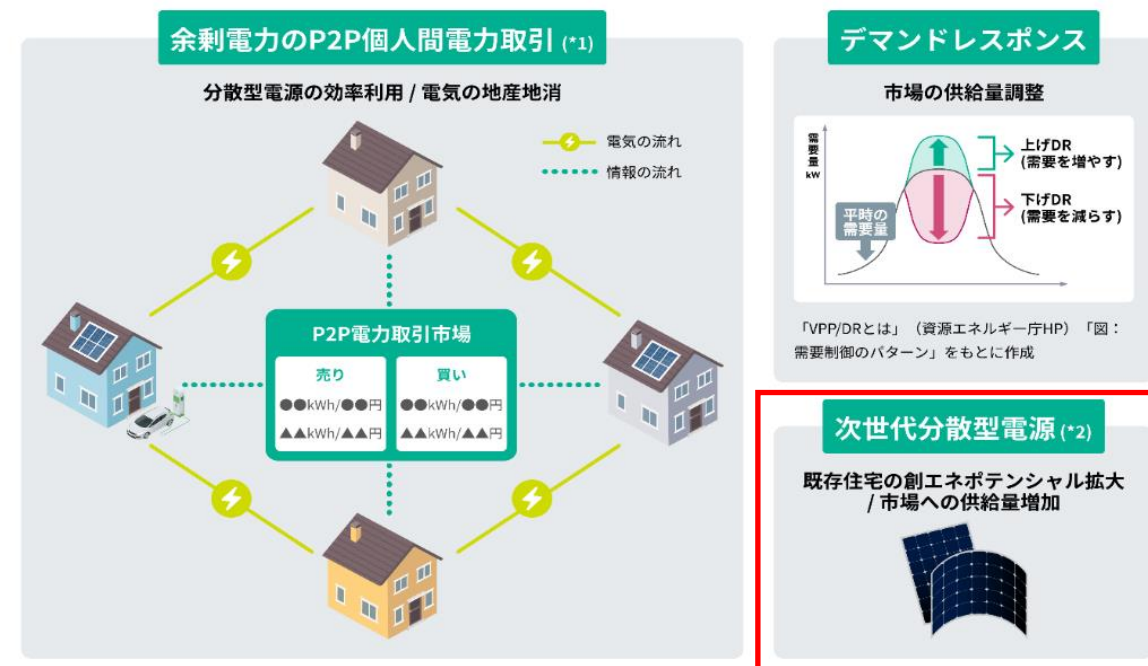 余剰電力のP2P個人間電力取引 (*1)
分散型電源の効率利用 / 電気の地産地消
電気の流れ
情報の流れ
P2P電力取引市場
売り
●●kWh/●●円
▲▲kWh/▲▲円
買い
●●kWh/●●円
▲▲kWh/▲▲円
デマンドレスポンス
市場の供給量調整
需要量
kW
平時の
需要量
上げDR
(需要を増やす)
下げDR
(需要を減らす)
「VPP/DRとは」（資源エネルギー庁HP）「図：
需要制御のパターン」をもとに作成
次世代分散型電源 (*2)
既存住宅の創エネポテンシャル拡大
/ 市場への供給量増加